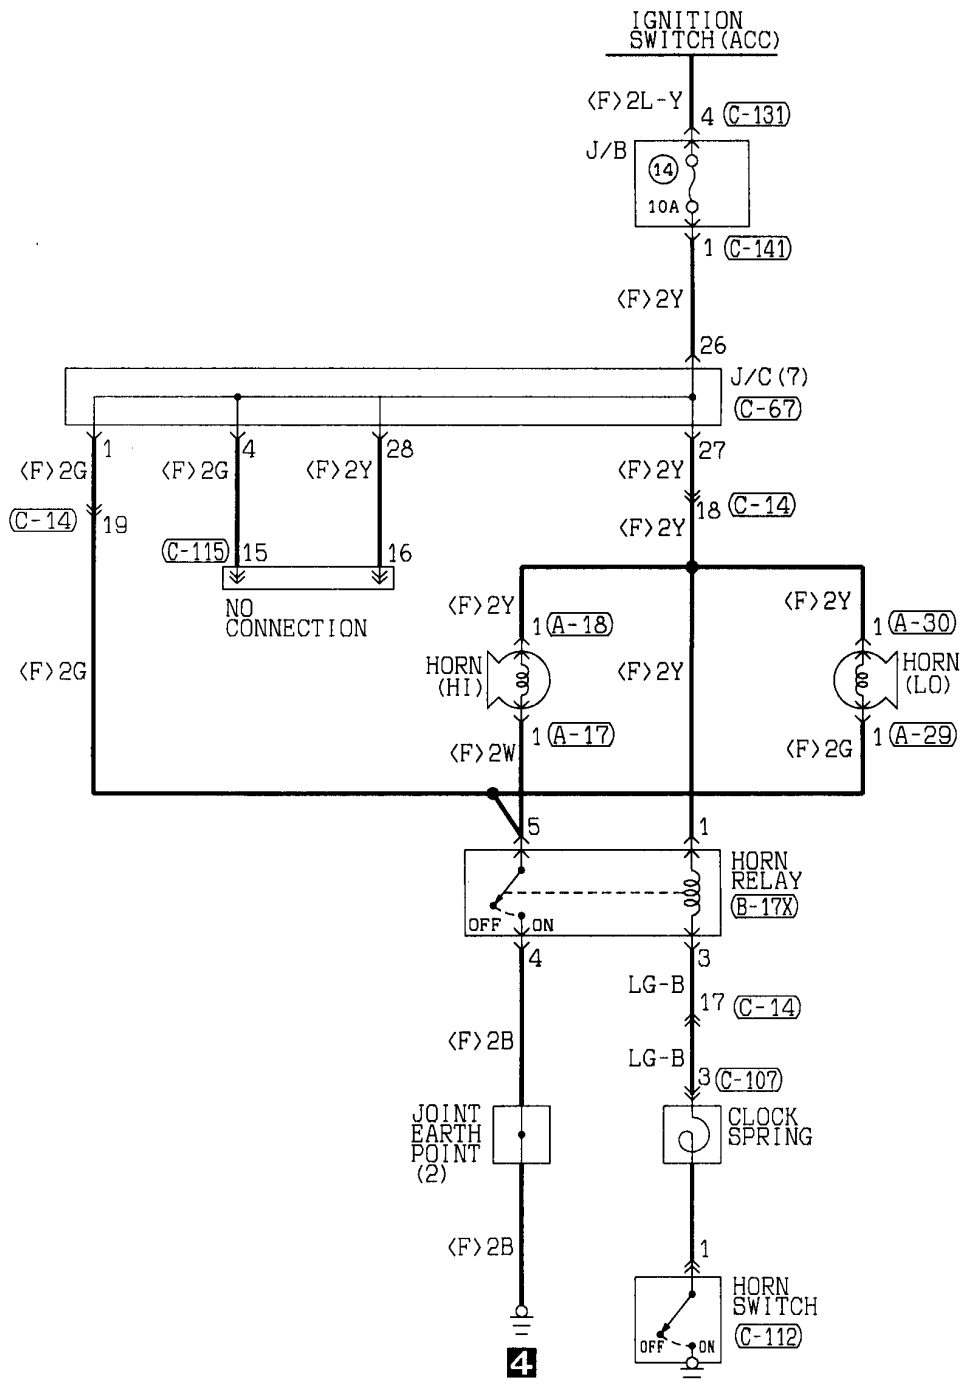 IGNITION
SWITCH(ACC)
<F>2L-Y
4 C-131
J/B
14
10A
1 C-141
<F>2Y
26
J/C(7)
C-67
1
4
28
27
<F>2G
<F>2G
<F>2Y
<F>2Y
C-14 19
18 C-14
<F>2Y
C-115 15
16
NO
CONNECTION
<F>2Y
<F>2Y
1 A-18
1 A-30
<F>2G
HORN
(HI)
<F>2Y
HORN
(LO)
1 A-17
1 A-29
<F>2W
<F>2G
5
1
HORN
RELAY
B-17X
OFF ON
4
3
LG-B
17 C-14
<F>2B
LG-B
3 C-107
JOINT
EARTH
POINT
(2)
CLOCK
SPRING
<F>2B
1
HORN
SWITCH
C-112
OFF ON
4